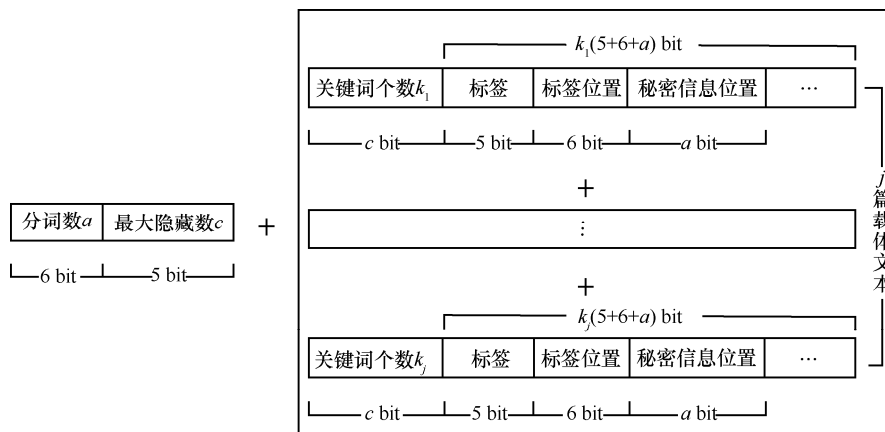 k₁(5+6+a) bit
关键词个数k₁ 标签 标签位置 秘密信息位置 …
c bit 5 bit 6 bit a bit
+
分词数a 最大隐藏数c + ⋮
6 bit 5 bit
j篇载体文本
+
kⱼ(5+6+a) bit
关键词个数kⱼ 标签 标签位置 秘密信息位置 …
c bit 5 bit 6 bit a bit